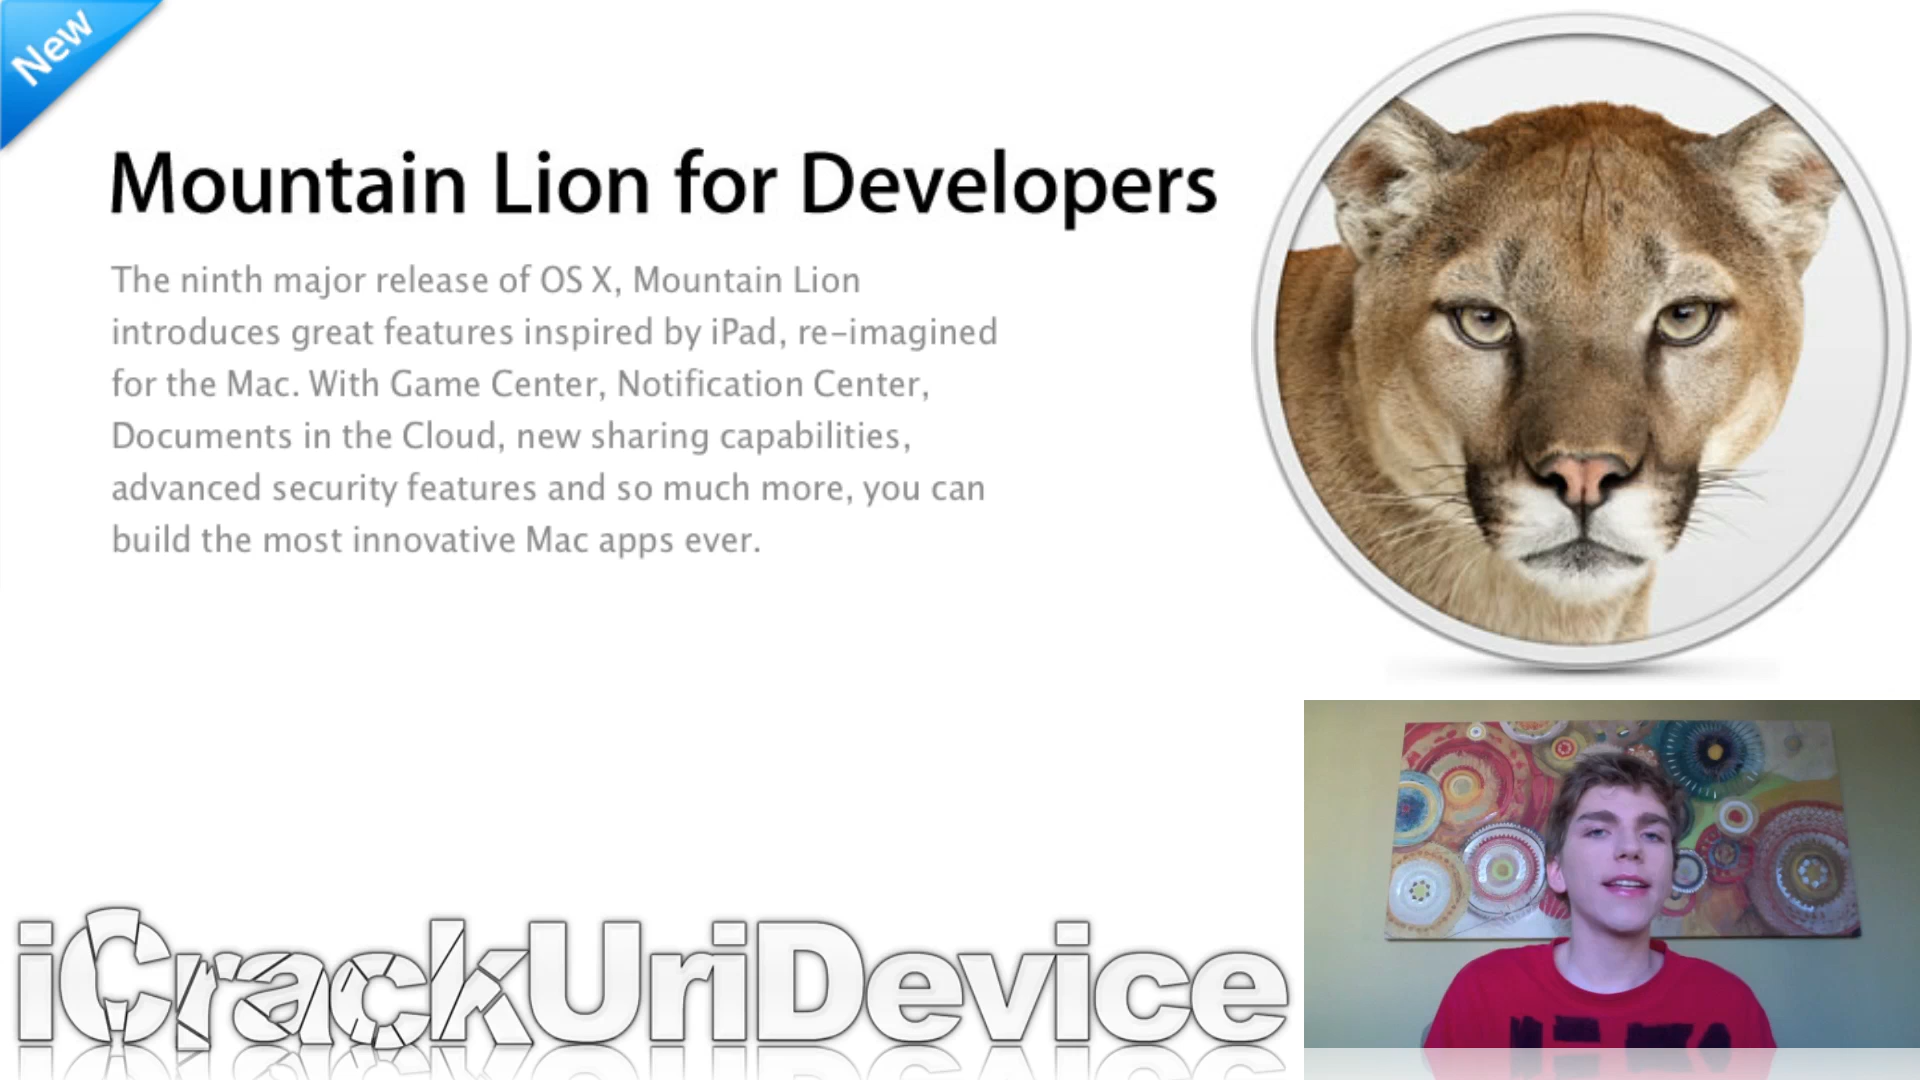 New
Mountain Lion for Developers
The ninth major release of OS X, Mountain Lion
introduces great features inspired by iPad, re-imagined
for the Mac. With Game Center, Notification Center,
Documents in the Cloud, new sharing capabilities,
advanced security features and so much more, you can
build the most innovative Mac apps ever.
iCrackUriDevice